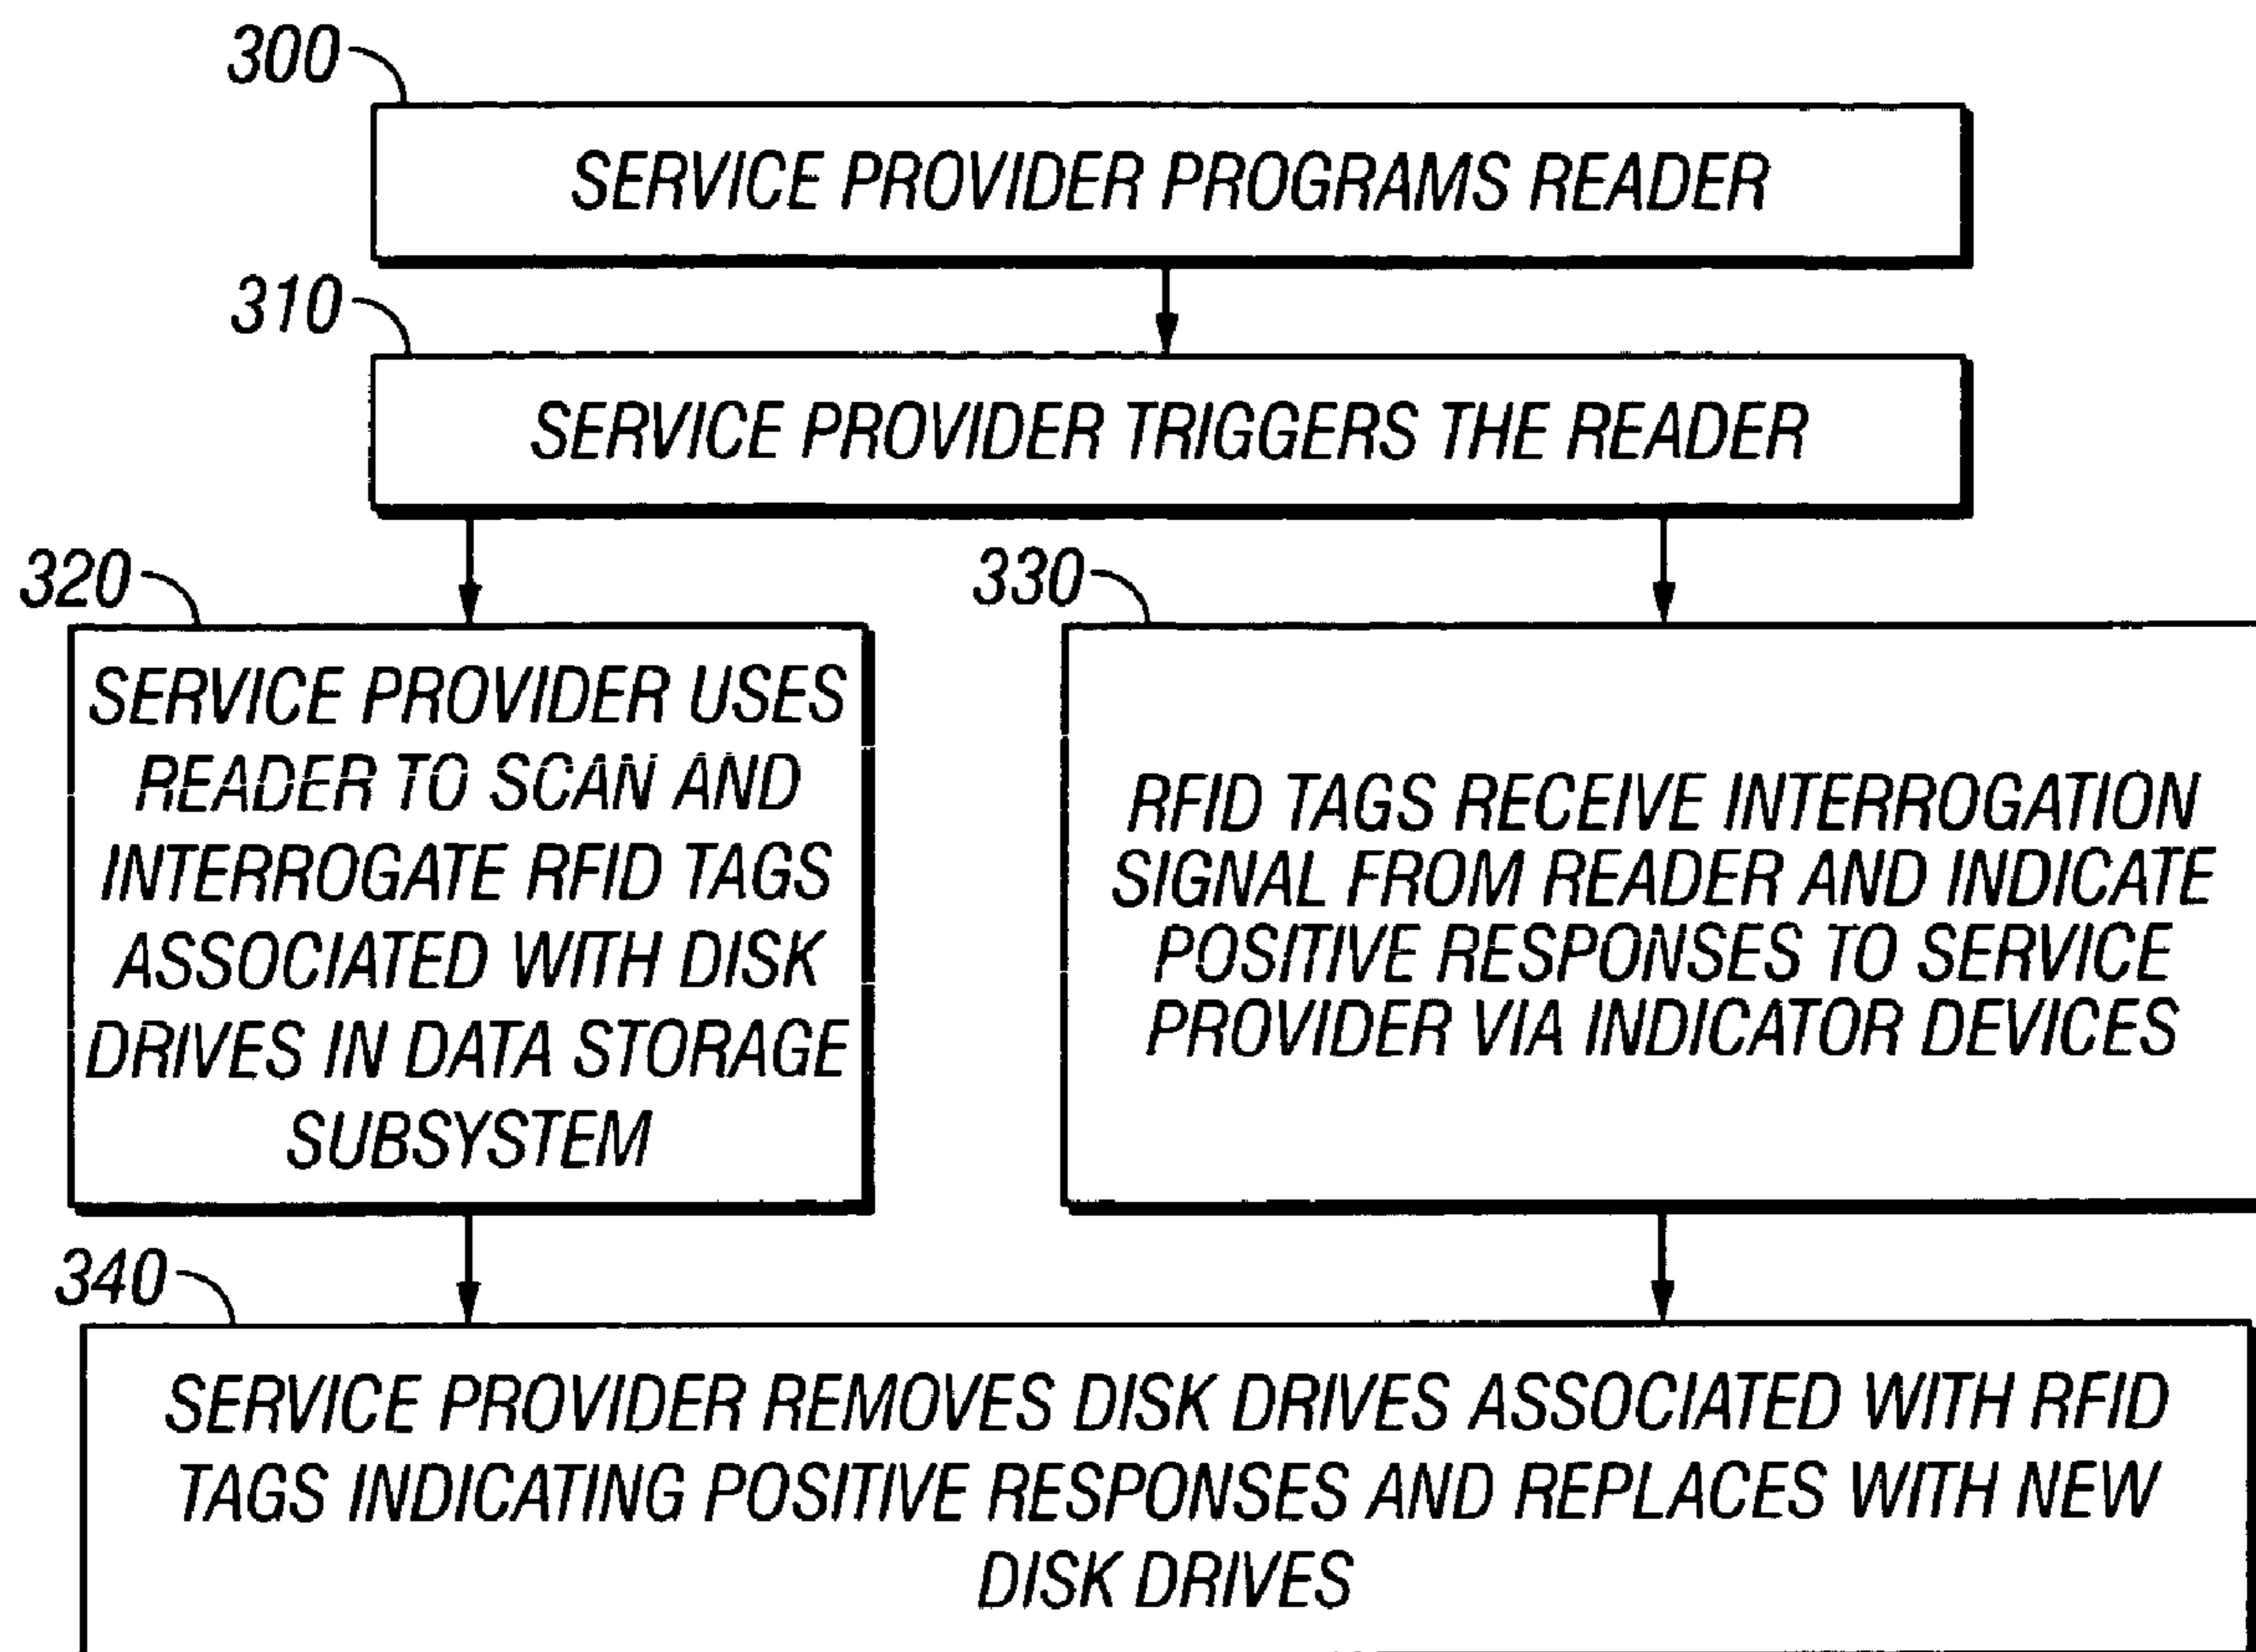 300
SERVICE PROVIDER PROGRAMS READER
310
SERVICE PROVIDER TRIGGERS THE READER
320
SERVICE PROVIDER USES
READER TO SCAN AND
INTERROGATE RFID TAGS
ASSOCIATED WITH DISK
DRIVES IN DATA STORAGE
SUBSYSTEM
330
RFID TAGS RECEIVE INTERROGATION
SIGNAL FROM READER AND INDICATE
POSITIVE RESPONSES TO SERVICE
PROVIDER VIA INDICATOR DEVICES
340
SERVICE PROVIDER REMOVES DISK DRIVES ASSOCIATED WITH RFID
TAGS INDICATING POSITIVE RESPONSES AND REPLACES WITH NEW
DISK DRIVES